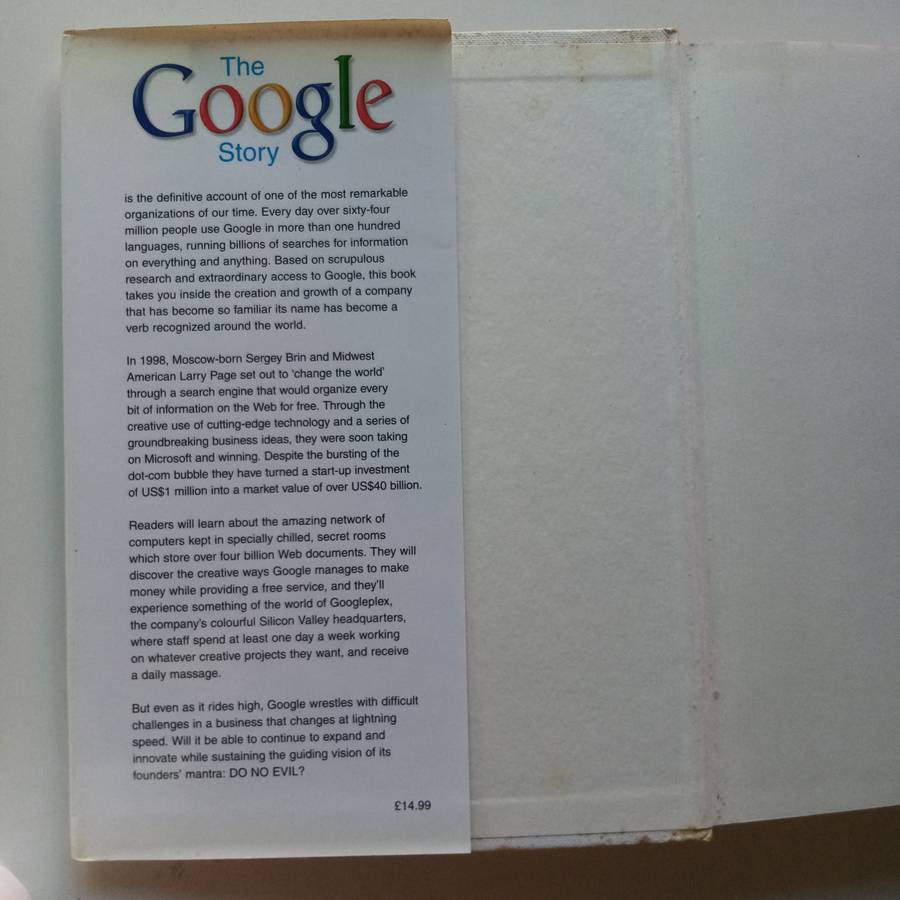 The
Google
Story
is the definitive account of one of the most remarkable
organizations of our time. Every day over sixty-four
million people use Google in more than one hundred
languages, running billions of searches for information
on everything and anything. Based on scrupulous
research and extraordinary access to Google, this book
takes you inside the creation and growth of a company
that has become so familiar its name has become a
verb recognized around the world.
In 1998, Moscow-born Sergey Brin and Midwest
American Larry Page set out to 'change the world'
through a search engine that would organize every
bit of information on the Web for free. Through the
creative use of cutting-edge technology and a series of
groundbreaking business ideas, they were soon taking
on Microsoft and winning. Despite the bursting of the
dot-com bubble they have turned a start-up investment
of US$1 million into a market value of over US$40 billion.
Readers will learn about the amazing network of
computers kept in specially chilled, secret rooms
which store over four billion Web documents. They will
discover the creative ways Google manages to make
money while providing a free service, and they'll
experience something of the world of Googleplex,
the company's colourful Silicon Valley headquarters,
where staff spend at least one day a week working
on whatever creative projects they want, and receive
a daily massage.
But even as it rides high, Google wrestles with difficult
challenges in a business that changes at lightning
speed. Will it be able to continue to expand and
innovate while sustaining the guiding vision of its
founders' mantra: DO NO EVIL?
£14.99